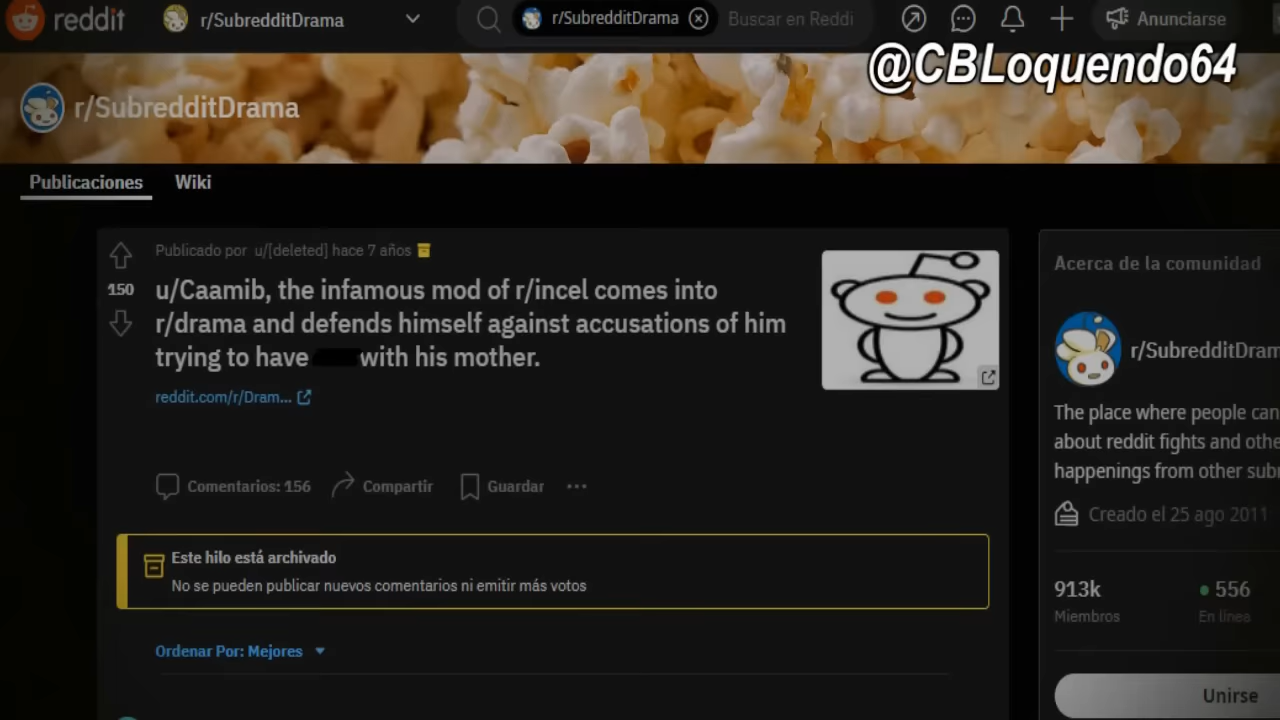 reddit
r/SubredditDrama
r/SubredditDrama
Buscar en Reddi
Anunciarse
@CBLoquendo64
r/SubredditDrama
Publicaciones
Wiki
Publicado por u/[deleted] hace 7 años
150
u/Caamib, the infamous mod of r/incel comes into
r/drama and defends himself against accusations of him
trying to have with his mother.
reddit.com/r/Dram...
Comentarios: 156
Compartir
Guardar
Este hilo está archivado
No se pueden publicar nuevos comentarios ni emitir más votos
Ordenar Por: Mejores
Acerca de la comunidad
r/SubredditDram
The place where people can
about reddit fights and othe
happenings from other sub
Creado el 25 ago 2011
913k
556
Miembros
En línea
Unirse